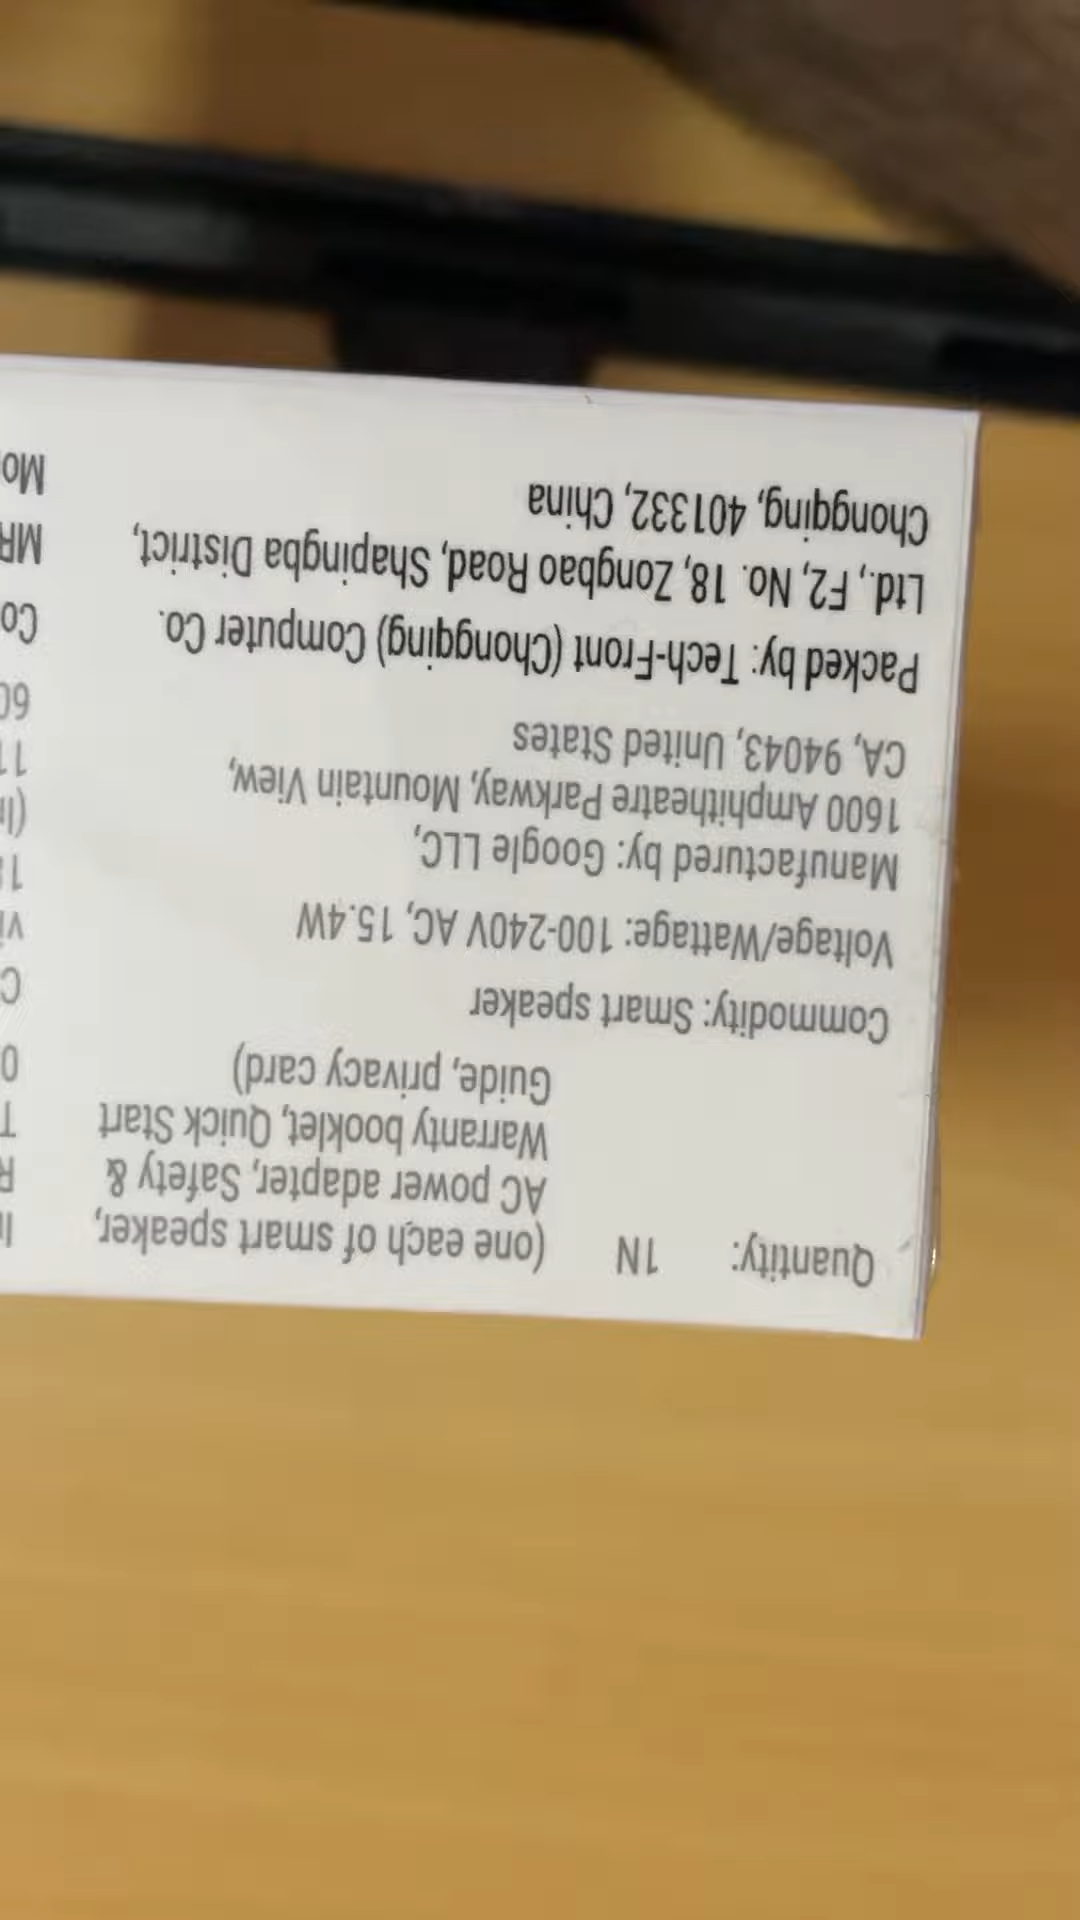 Quantity: 1N (one each of smart speaker,
AC power adapter, Safety &
Warranty booklet, Quick Start
Guide, privacy card)
Commodity: Smart speaker
Voltage/Wattage: 100-240V AC, 15.4W
Manufactured by: Google LLC,
1600 Amphitheatre Parkway, Mountain View,
CA, 94043, United States
Packed by: Tech-Front (Chongqing) Computer Co.
Ltd., F2, No. 18, Zongbao Road, Shapingba District,
Chongqing, 401332, China